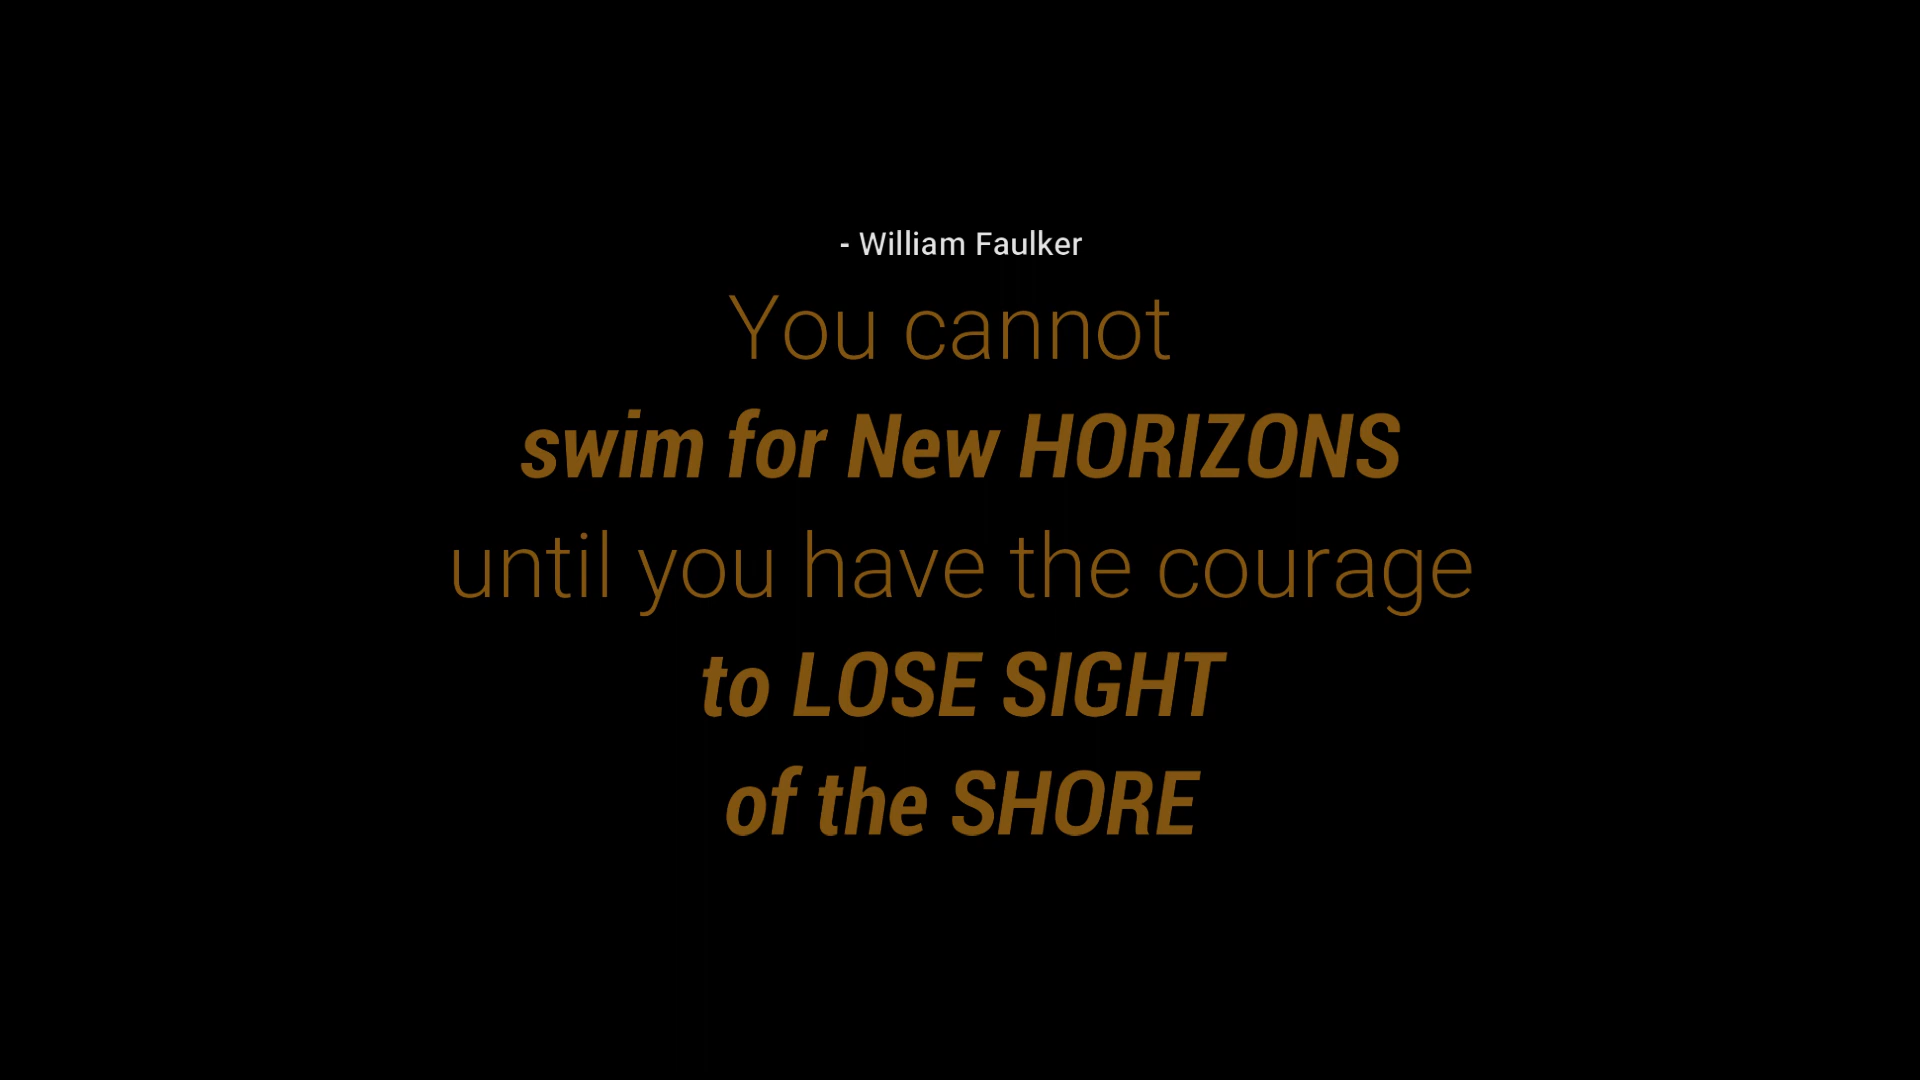 - William Faulker
You cannot
swim for New HORIZONS
until you have the courage
to LOSE SIGHT
of the SHORE